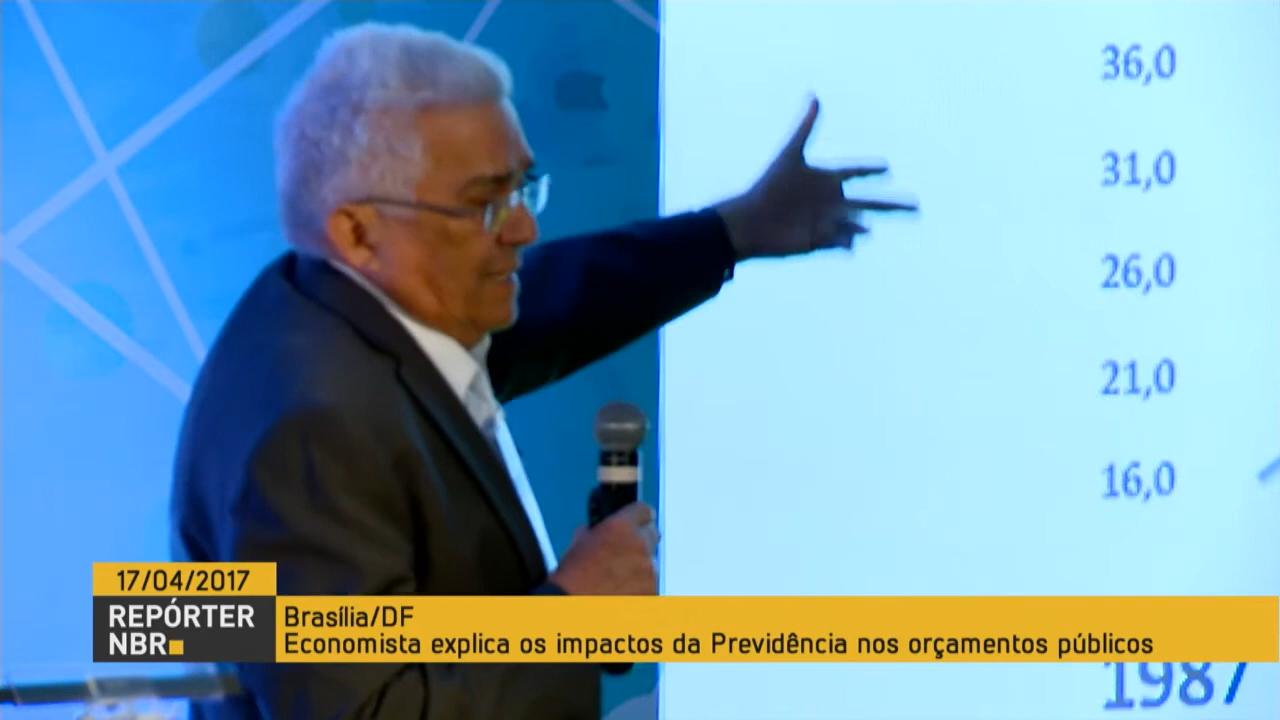 36,0
31,0
26,0
21,0
16,0
17/04/2017
REPÓRTER
NBR
Brasília/DF
Economista explica os impactos da Previdência nos orçamentos públicos
1987